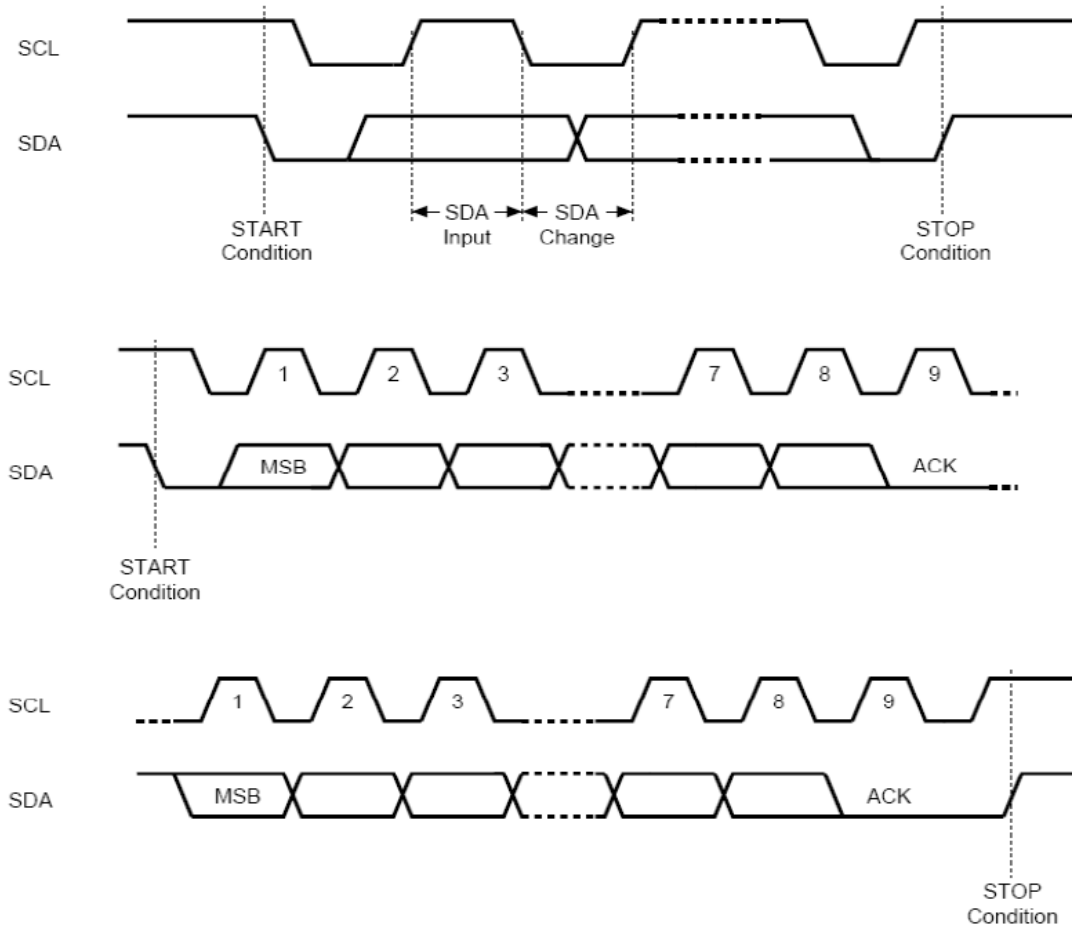 SCL
SDA
SDA
Input
SDA
Change
START
Condition
STOP
Condition
SCL
1 2 3 7 8 9
SDA
MSB ACK
START
Condition
SCL
1 2 3 7 8 9
SDA
MSB ACK
STOP
Condition